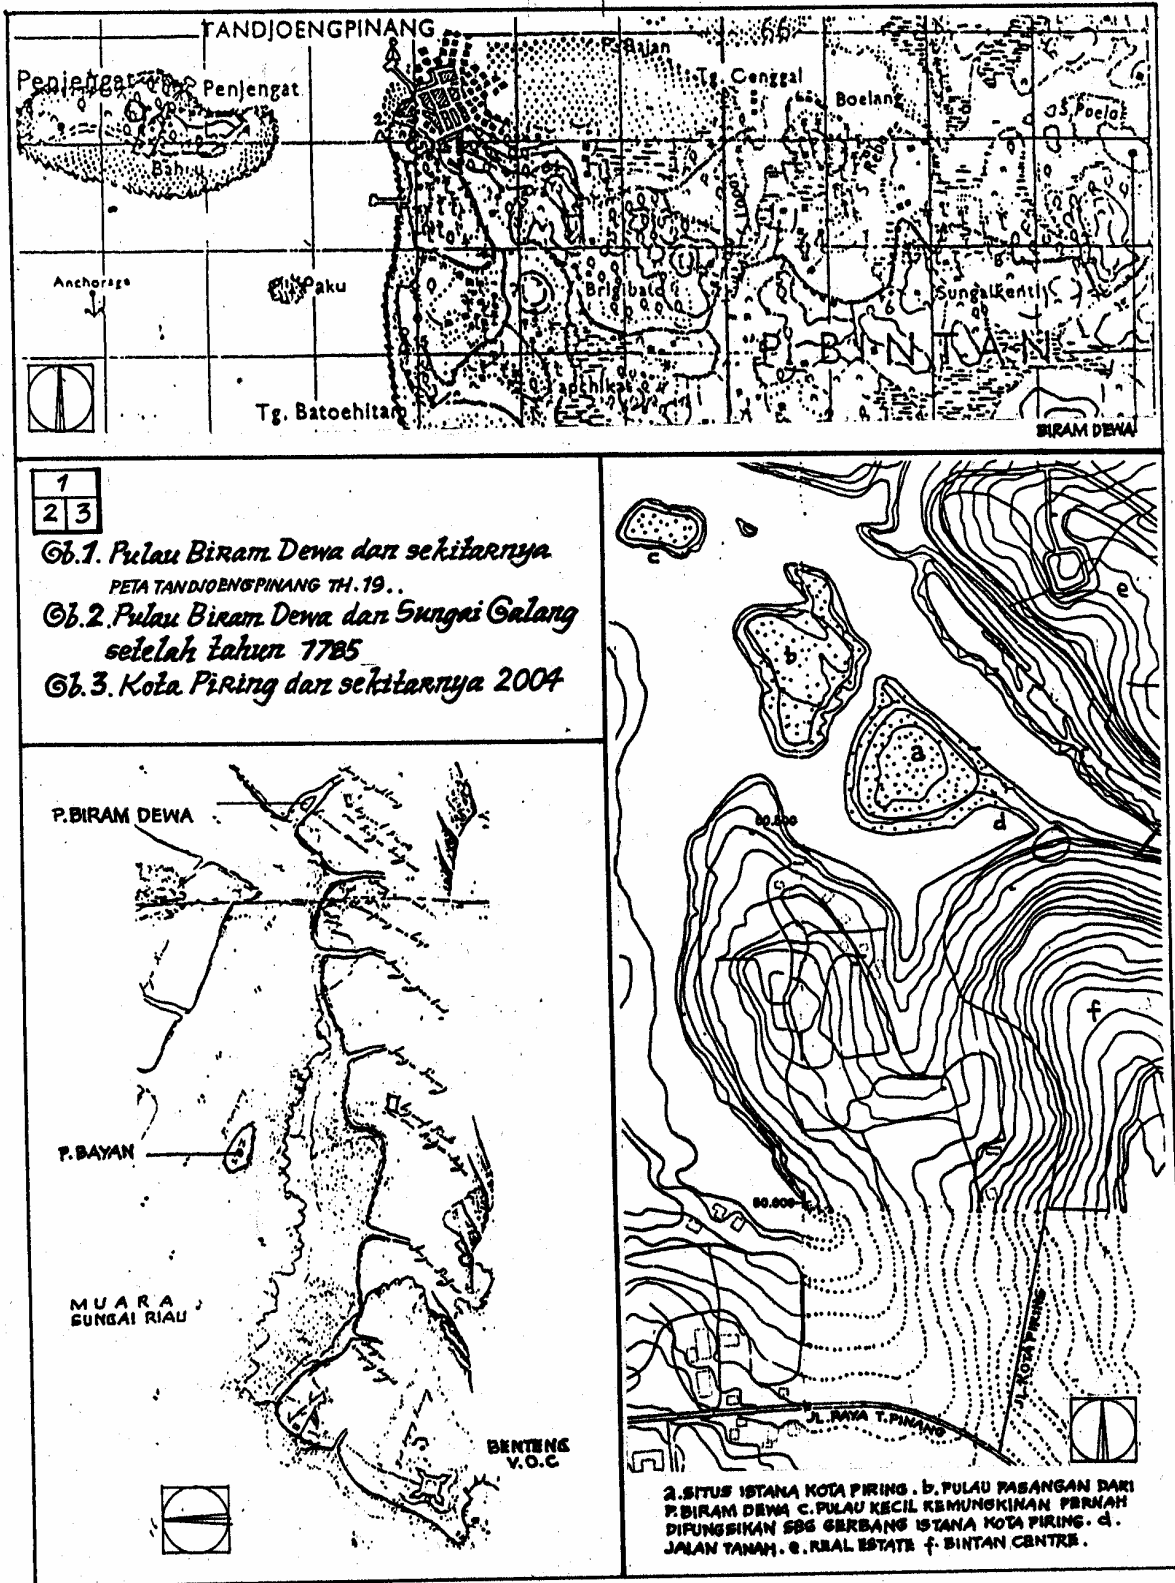 TANDJOENGPINANG
Penjengat
Penjengat
P. Bajan
66
Tg. Cenggal
Boelang
Anchorage
Paku
P. BINTAN
Tg. Batoehitam
BIRAM DEWA
1
2 3
Gb.1. Pulau Biram Dewa dan sekitarnya
PETA TANDJOENGPINANG TH.19..
Gb.2. Pulau Biram Dewa dan Sungai Galang
setelah tahun 1785
Gb.3. Kota Piring dan sekitarnya 2004
P.BIRAM DEWA
P.BAYAN
MUARA
SUNGAI RIAU
BENTENG
V.O.C
c
b
a
d
e
f
JL. KOTA PIRING
JL. RAYA T. PINANG
a.SITUS ISTANA KOTA PIRING. b.PULAU PASANGAN DARI
P.BIRAM DEWA C.PULAU KECIL KEMUNGKINAN PERNAH
DIFUNGSIKAN SBG GERBANG ISTANA KOTA PIRING. d.
JALAN TANAH. e.REAL ESTATE f. BINTAN CENTRE.